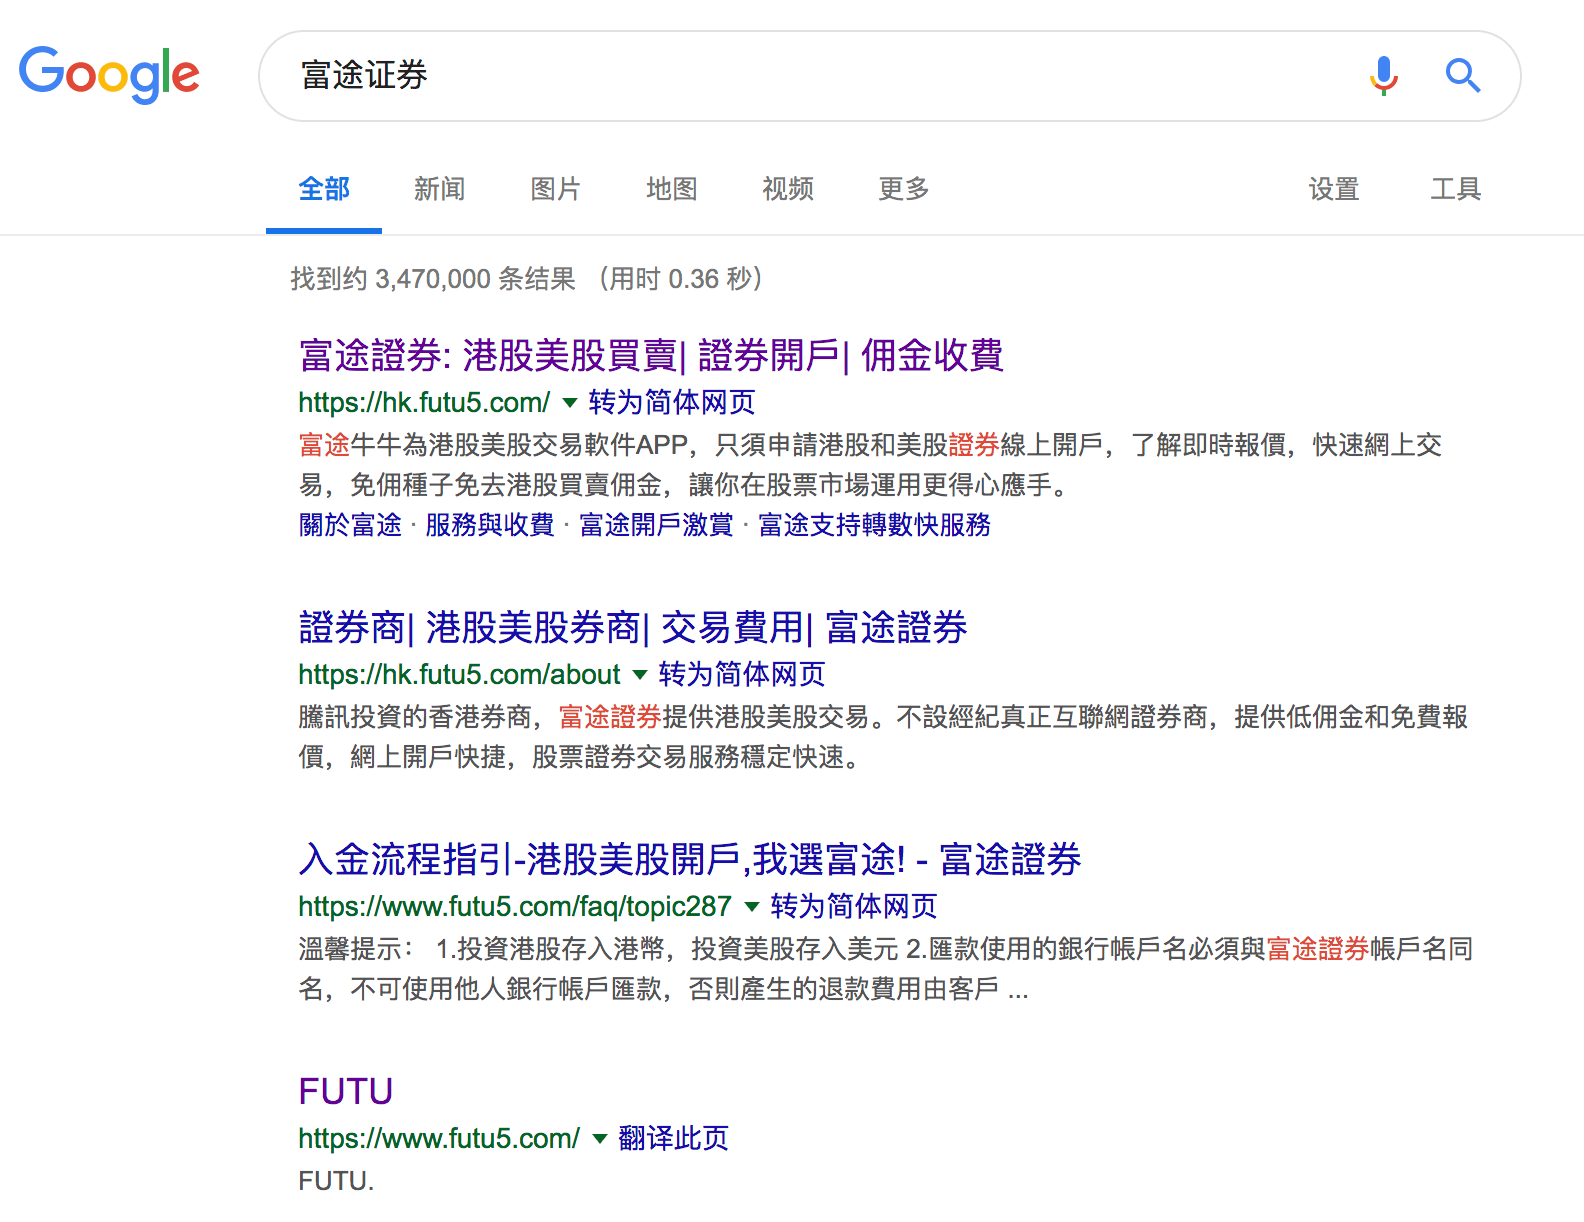 Google
富途证券
全部 新闻 图片 地图 视频 更多 设置 工具
找到约 3,470,000 条结果 （用时 0.36 秒）
富途證券: 港股美股買賣| 證券開戶| 佣金收費
https://hk.futu5.com/ 转为简体网页
富途牛牛為港股美股交易軟件APP，只須申請港股和美股證券線上開戶，了解即時報價，快速網上交
易，免佣種子免去港股買賣佣金，讓你在股票市場運用更得心應手。
關於富途 · 服務與收費 · 富途開戶激賞 · 富途支持轉數快服務
證券商| 港股美股券商| 交易費用| 富途證券
https://hk.futu5.com/about 转为简体网页
騰訊投資的香港券商，富途證券提供港股美股交易。不設經紀真正互聯網證券商，提供低佣金和免費報
價，網上開戶快捷，股票證券交易服務穩定快速。
入金流程指引-港股美股開戶,我選富途! - 富途證券
https://www.futu5.com/faq/topic287 转为简体网页
溫馨提示： 1.投資港股存入港幣，投資美股存入美元 2.匯款使用的銀行帳戶名必須與富途證券帳戶名同
名，不可使用他人銀行帳戶匯款，否則產生的退款費用由客戶 ...
FUTU
https://www.futu5.com/ 翻译此页
FUTU.